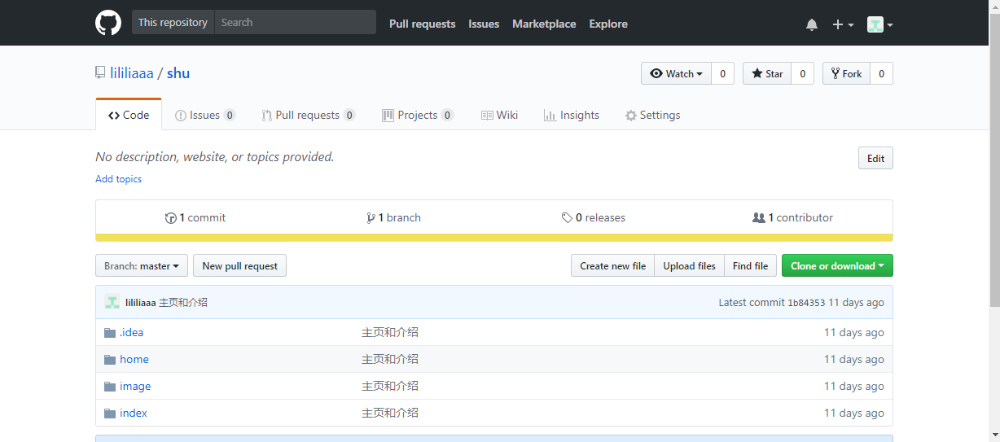 This repository Search Pull requests Issues Marketplace Explore
lililiaaa / shu Watch 0 Star 0 Fork 0
Code Issues 0 Pull requests 0 Projects 0 Wiki Insights Settings
No description, website, or topics provided. Edit
Add topics
1 commit 1 branch 0 releases 1 contributor
Branch: master New pull request Create new file Upload files Find file Clone or download
lililiaaa 主页和介绍 Latest commit 1b84353 11 days ago
.idea 主页和介绍 11 days ago
home 主页和介绍 11 days ago
image 主页和介绍 11 days ago
index 主页和介绍 11 days ago